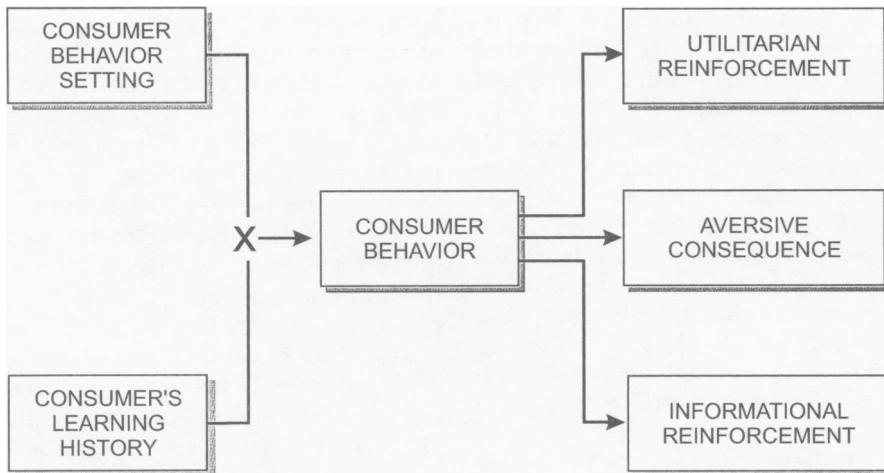 CONSUMER
BEHAVIOR
SETTING
UTILITARIAN
REINFORCEMENT
X
CONSUMER
BEHAVIOR
AVERSIVE
CONSEQUENCE
CONSUMER'S
LEARNING
HISTORY
INFORMATIONAL
REINFORCEMENT